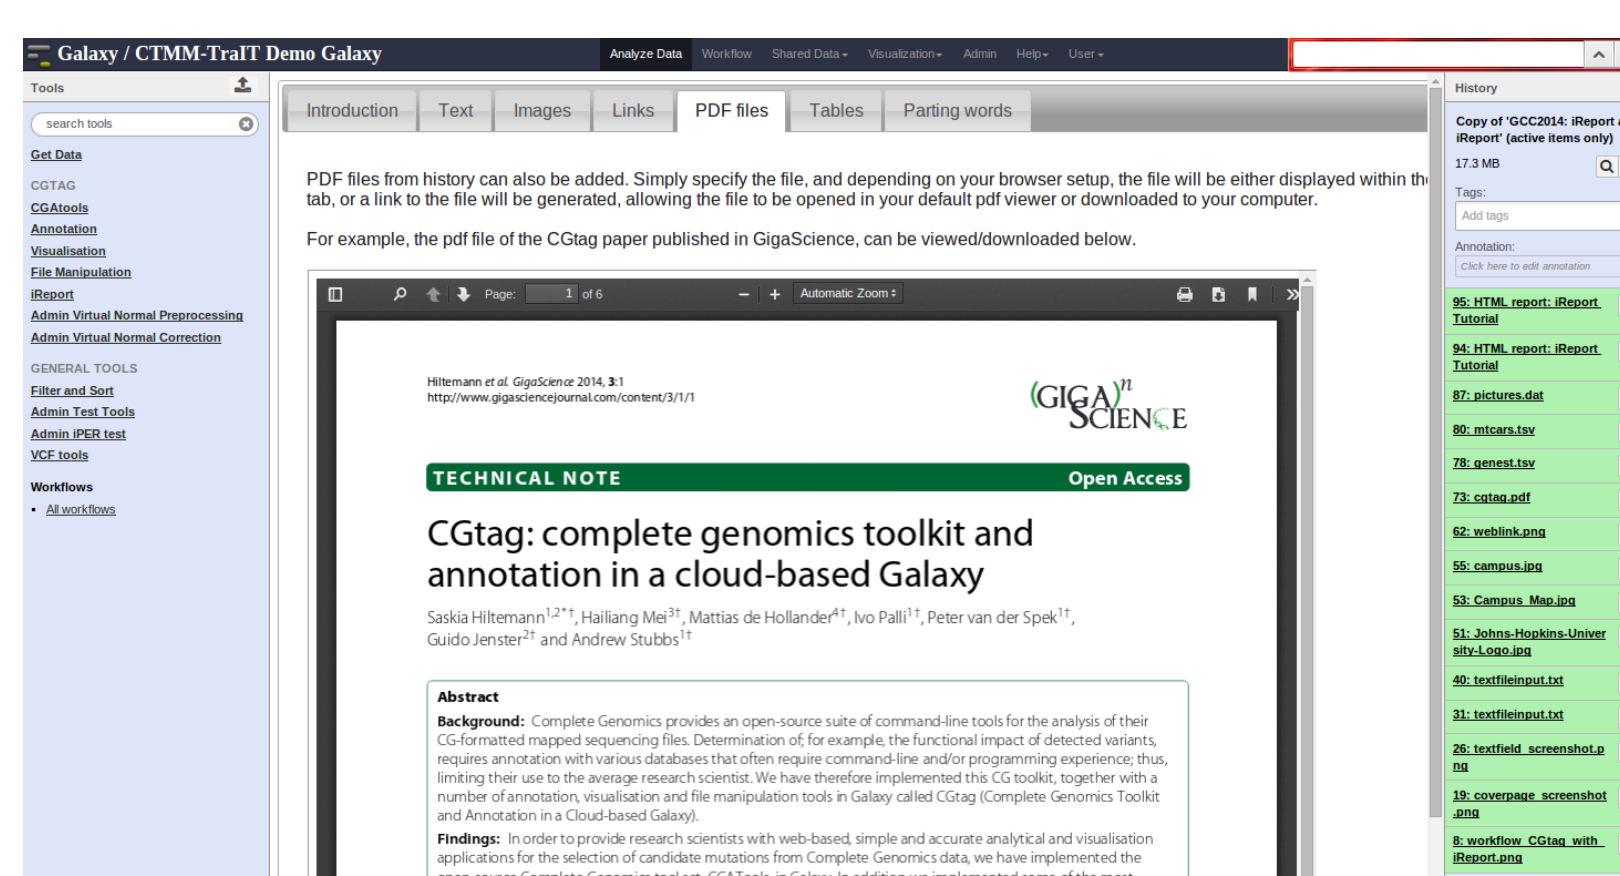 Galaxy / CTMM-TraIT Demo Galaxy
Analyze Data Workflow Shared Data Visualization Admin Help User
Tools
search tools
Get Data
CGTAG
CGAtools
Annotation
Visualisation
File Manipulation
iReport
Admin Virtual Normal Preprocessing
Admin Virtual Normal Correction
GENERAL TOOLS
Filter and Sort
Admin Test Tools
Admin iPER test
VCF tools
Workflows
All workflows
Introduction Text Images Links PDF files Tables Parting words
PDF files from history can also be added. Simply specify the file, and depending on your browser setup, the file will be either displayed within the
tab, or a link to the file will be generated, allowing the file to be opened in your default pdf viewer or downloaded to your computer.
For example, the pdf file of the CGtag paper published in GigaScience, can be viewed/downloaded below.
Page: 1 of 6 Automatic Zoom
Hiltemann et al. GigaScience 2014, 3:1
http://www.gigasciencejournal.com/content/3/1/1
(GIGA)n
SCIENCE
TECHNICAL NOTE Open Access
CGtag: complete genomics toolkit and
annotation in a cloud-based Galaxy
Saskia Hiltemann1,2*†, Hailiang Mei3†, Mattias de Hollander4†, Ivo Palli1†, Peter van der Spek1†,
Guido Jenster2† and Andrew Stubbs1†
Abstract
Background: Complete Genomics provides an open-source suite of command-line tools for the analysis of their
CG-formatted mapped sequencing files. Determination of; for example, the functional impact of detected variants,
requires annotation with various databases that often require command-line and/or programming experience; thus,
limiting their use to the average research scientist. We have therefore implemented this CG toolkit, together with a
number of annotation, visualisation and file manipulation tools in Galaxy called CGtag (Complete Genomics Toolkit
and Annotation in a Cloud-based Galaxy).
Findings: In order to provide research scientists with web-based, simple and accurate analytical and visualisation
applications for the selection of candidate mutations from Complete Genomics data, we have implemented the
History
Copy of 'GCC2014: iReport
iReport' (active items only)
17.3 MB
Tags:
Add tags
Annotation:
Click here to edit annotation
95: HTML report: iReport
Tutorial
94: HTML report: iReport
Tutorial
87: pictures.dat
80: mtcars.tsv
78: genest.tsv
73: cgtag.pdf
62: weblink.png
55: campus.jpg
53: Campus_Map.jpg
51: Johns-Hopkins-Univer
sity-Logo.jpg
40: textfileinput.txt
31: textfileinput.txt
26: textfield_screenshot.p
ng
19: coverpage_screenshot
.png
8: workflow_CGtag_with_
iReport.png